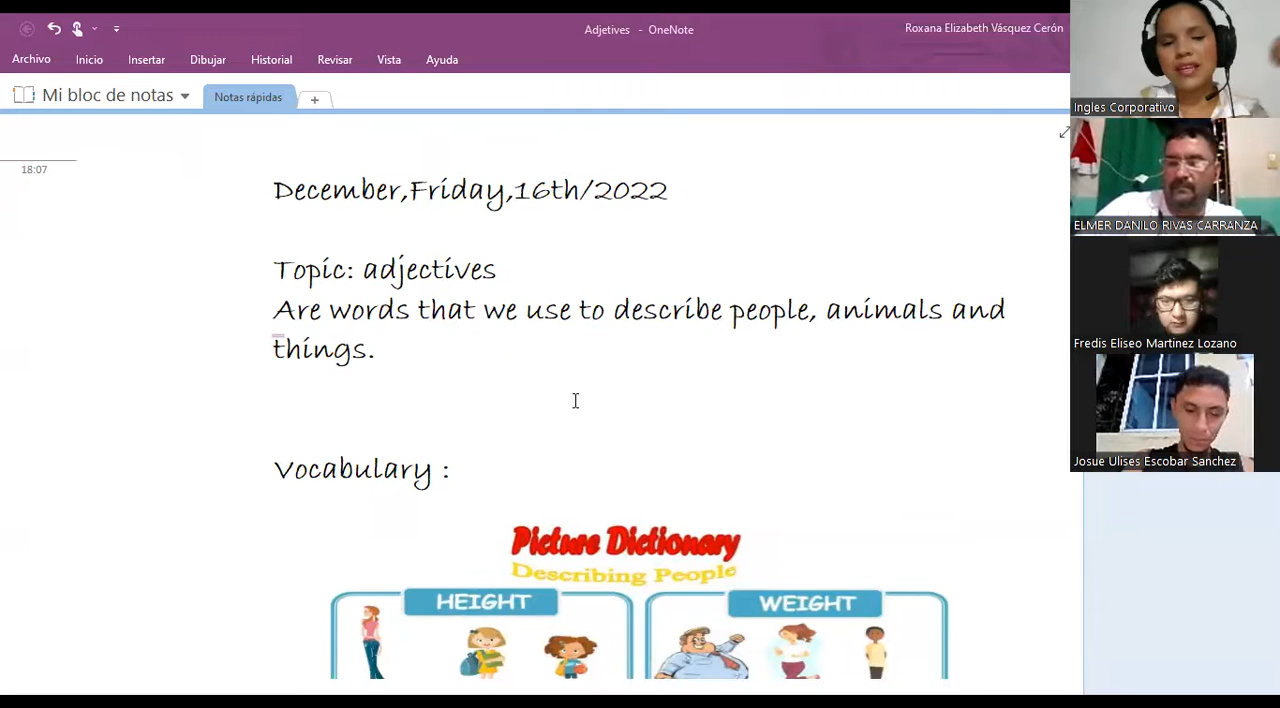 Adjetives - OneNote
Roxana Elizabeth Vásquez Cerón
Archivo Inicio Insertar Dibujar Historial Revisar Vista Ayuda
Mi bloc de notas
Notas rápidas
18:07
December,Friday,16th/2022
Topic: adjectives
Are words that we use to describe people, animals and
things.
Vocabulary :
Picture Dictionary
Describing People
HEIGHT
WEIGHT
Ingles Corporativo
ELMER DANILO RIVAS CARRANZA
Fredis Eliseo Martinez Lozano
Josue Ulises Escobar Sanchez